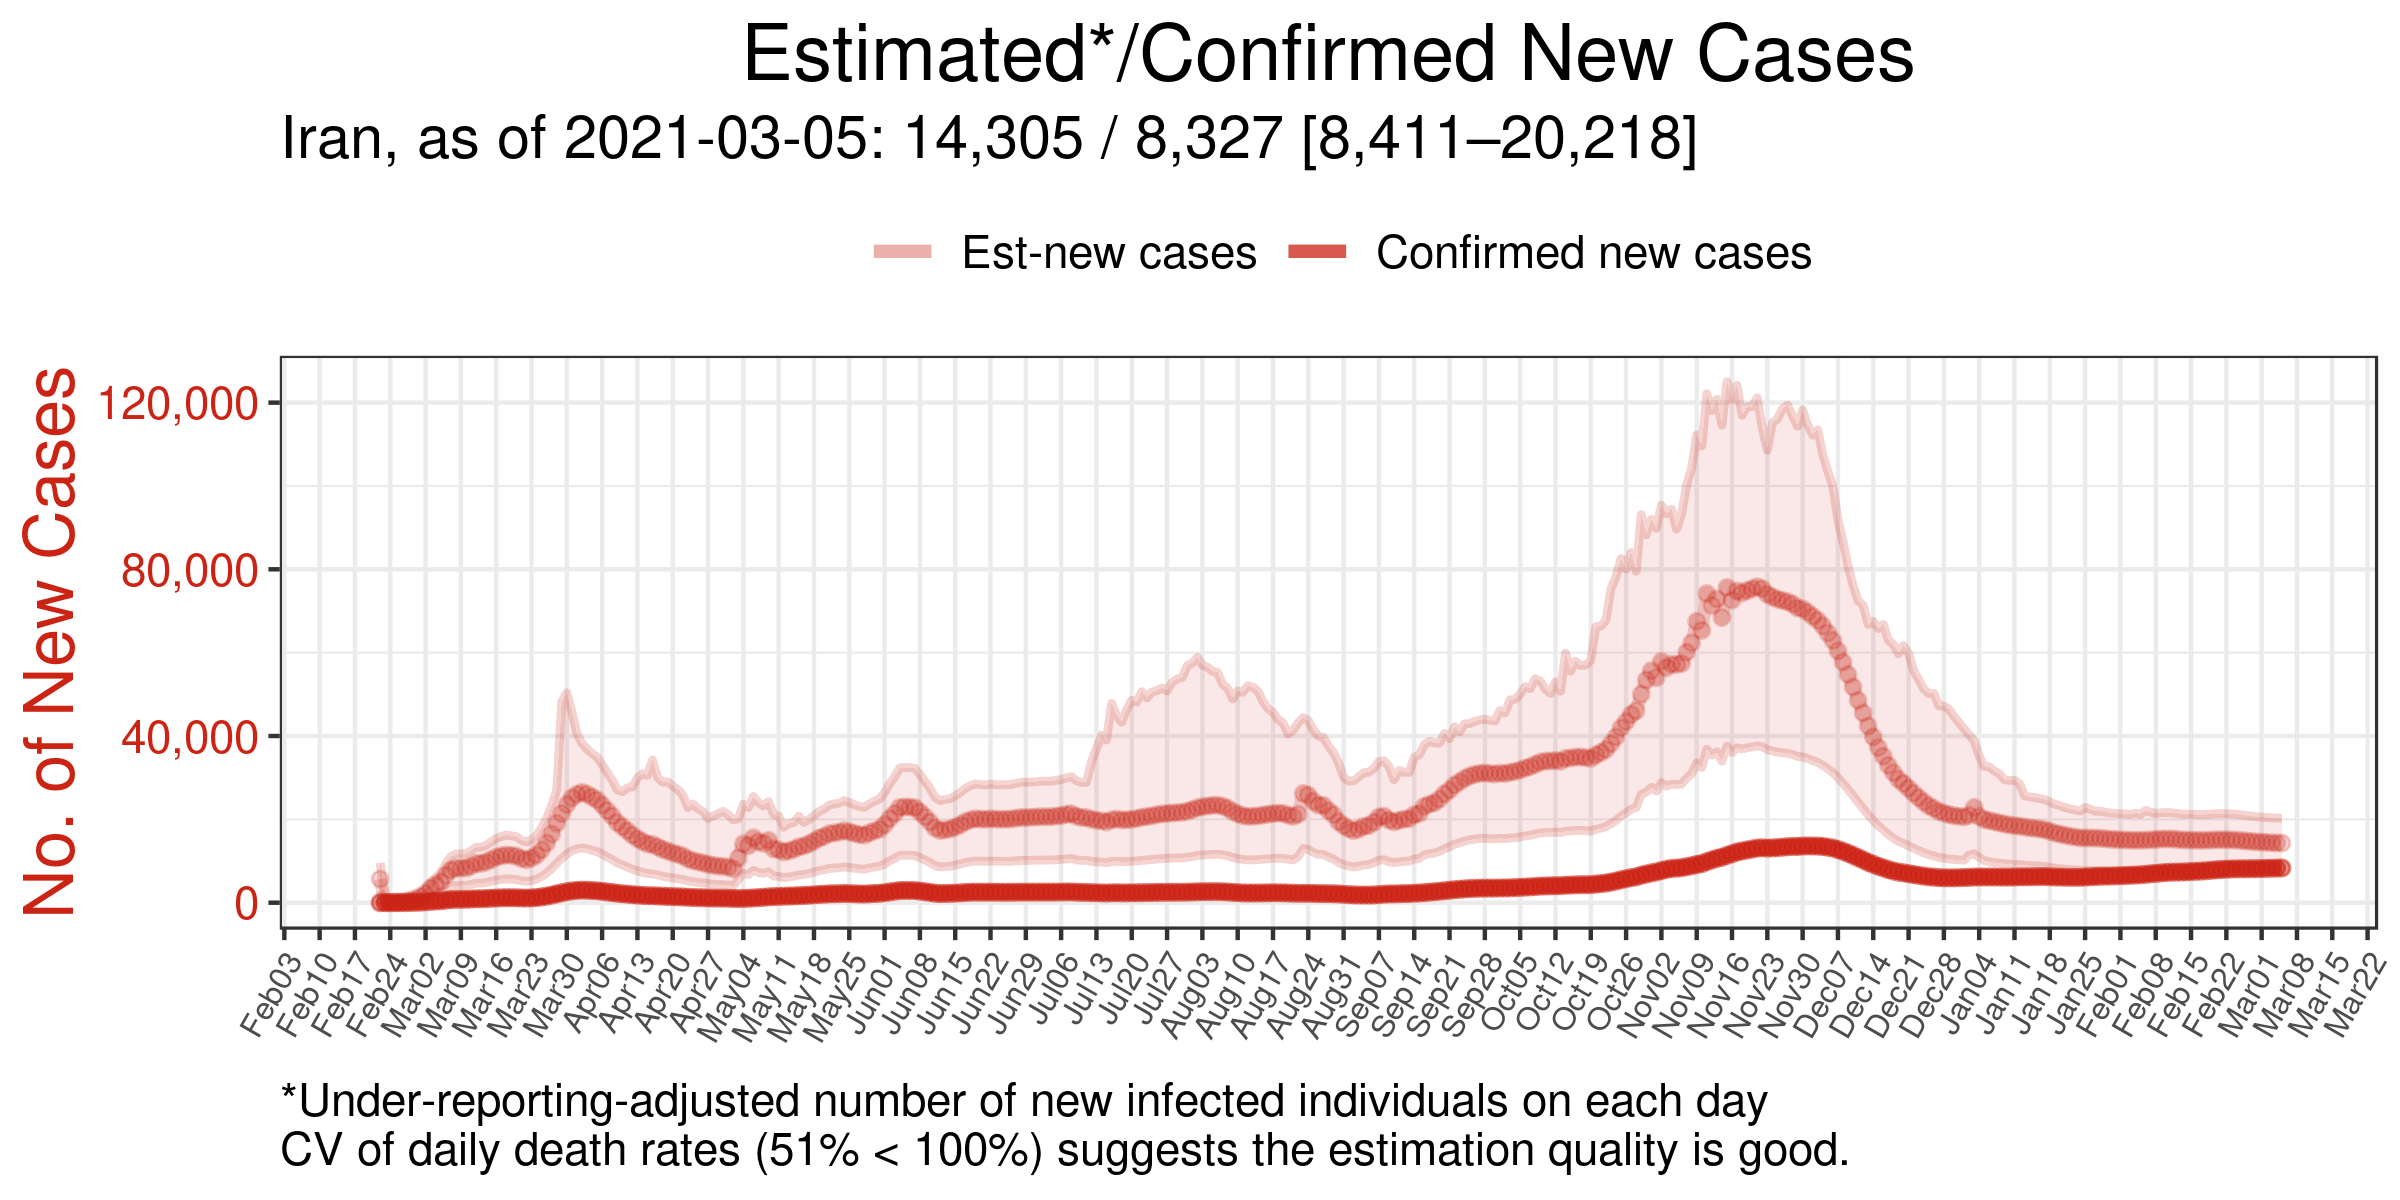 Estimated*/Confirmed New Cases
Iran, as of 2021-03-05: 14,305 / 8,327 [8,411–20,218]
Est-new cases
Confirmed new cases
No. of New Cases
120,000
80,000
40,000
0
Feb03
Feb10
Feb17
Feb24
Mar02
Mar09
Mar16
Mar23
Mar30
Apr06
Apr13
Apr20
Apr27
May04
May11
May18
May25
Jun01
Jun08
Jun15
Jun22
Jun29
Jul06
Jul13
Jul20
Jul27
Aug03
Aug10
Aug17
Aug24
Aug31
Sep07
Sep14
Sep21
Sep28
Oct05
Oct12
Oct19
Oct26
Nov02
Nov09
Nov16
Nov23
Nov30
Dec07
Dec14
Dec21
Dec28
Jan04
Jan11
Jan18
Jan25
Feb01
Feb08
Feb15
Feb22
Mar01
Mar08
Mar15
Mar22
*Under-reporting-adjusted number of new infected individuals on each day
CV of daily death rates (51% < 100%) suggests the estimation quality is good.